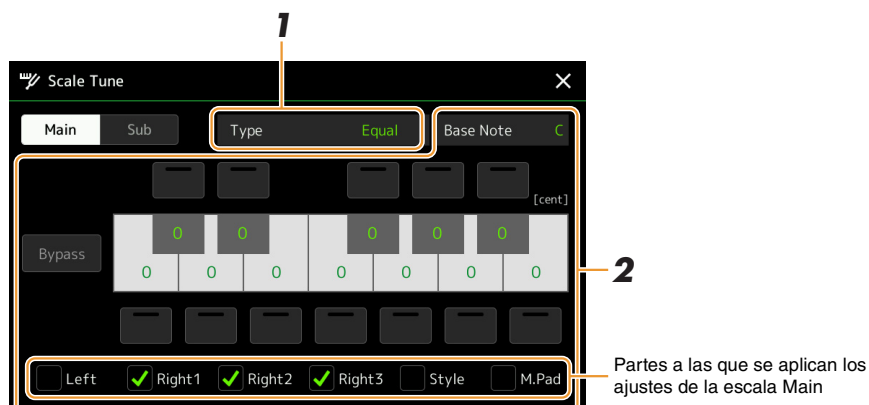 1
Scale Tune
Main Sub Type Equal Base Note C
[cent]
0 0 0 0 0
Bypass
0 0 0 0 0 0 0
2
Left Right1 Right2 Right3 Style M.Pad
Partes a las que se aplican los
ajustes de la escala Main